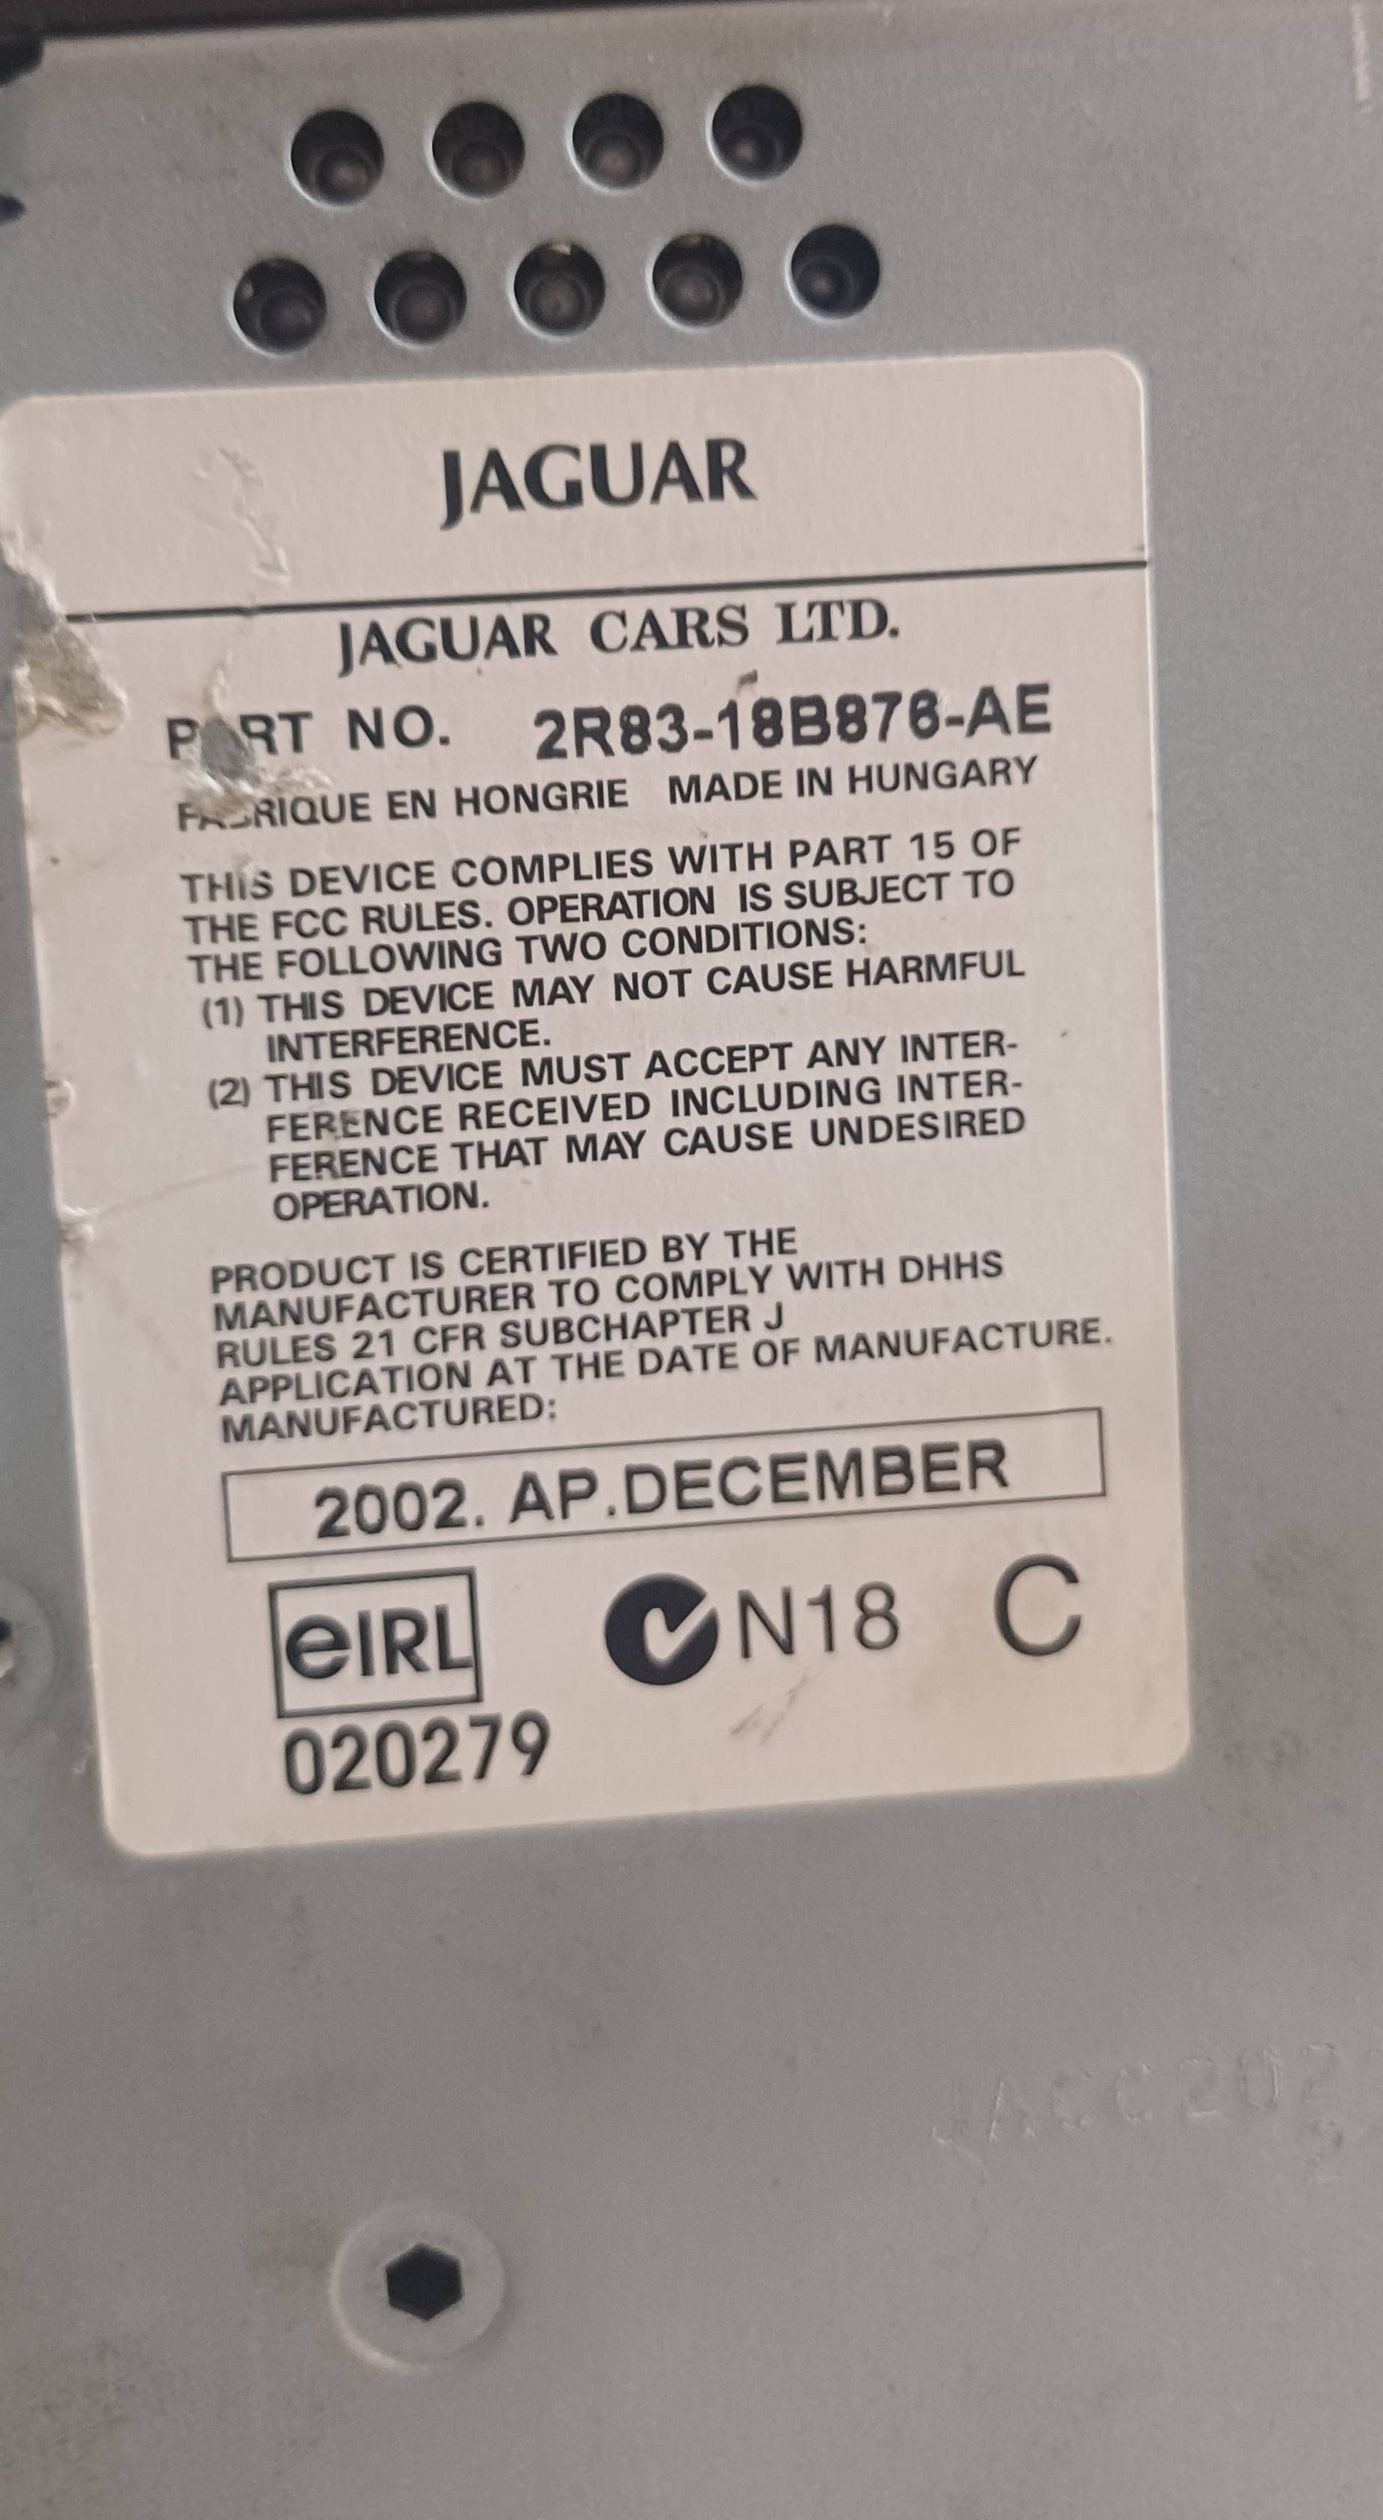 JAGUAR
JAGUAR CARS LTD.
PART NO. 2R83-18B876-AE
FABRIQUE EN HONGRIE MADE IN HUNGARY
THIS DEVICE COMPLIES WITH PART 15 OF
THE FCC RULES. OPERATION IS SUBJECT TO
THE FOLLOWING TWO CONDITIONS:
(1) THIS DEVICE MAY NOT CAUSE HARMFUL
INTERFERENCE.
(2) THIS DEVICE MUST ACCEPT ANY INTER-
FERENCE RECEIVED INCLUDING INTER-
FERENCE THAT MAY CAUSE UNDESIRED
OPERATION.
PRODUCT IS CERTIFIED BY THE
MANUFACTURER TO COMPLY WITH DHHS
RULES 21 CFR SUBCHAPTER J
APPLICATION AT THE DATE OF MANUFACTURE.
MANUFACTURED:
2002. AP.DECEMBER
eIRL N18 C
020279